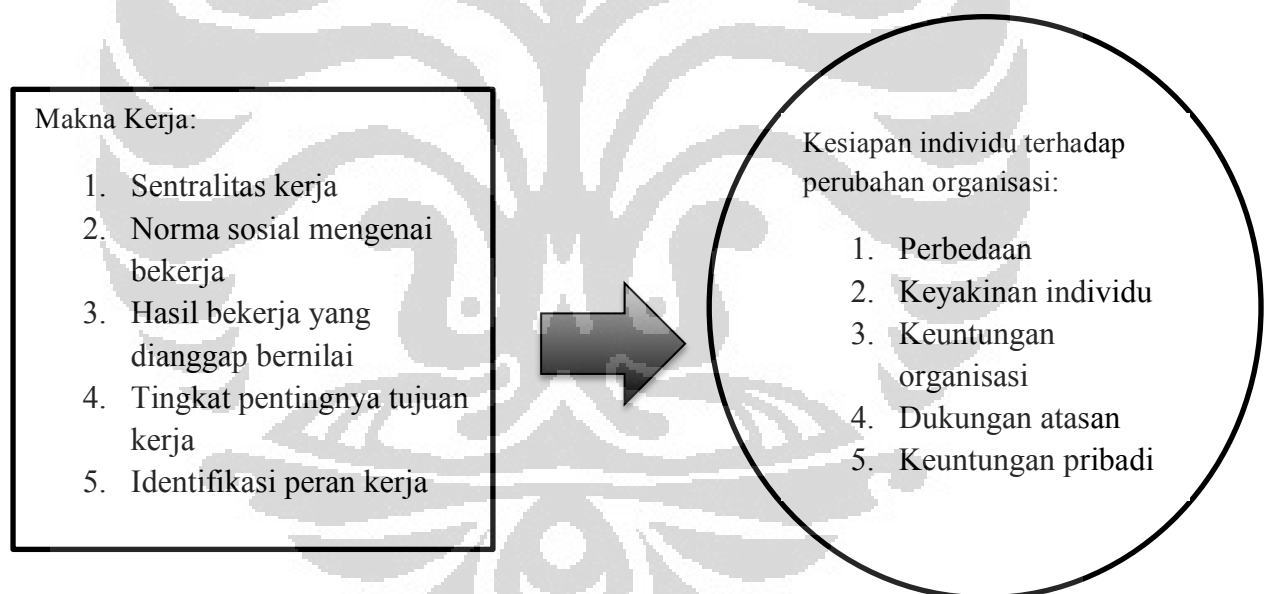 Makna Kerja:
1. Sentralitas kerja
2. Norma sosial mengenai
bekerja
3. Hasil bekerja yang
dianggap bernilai
4. Tingkat pentingnya tujuan
kerja
5. Identifikasi peran kerja
Kesiapan individu terhadap
perubahan organisasi:
1. Perbedaan
2. Keyakinan individu
3. Keuntungan
organisasi
4. Dukungan atasan
5. Keuntungan pribadi